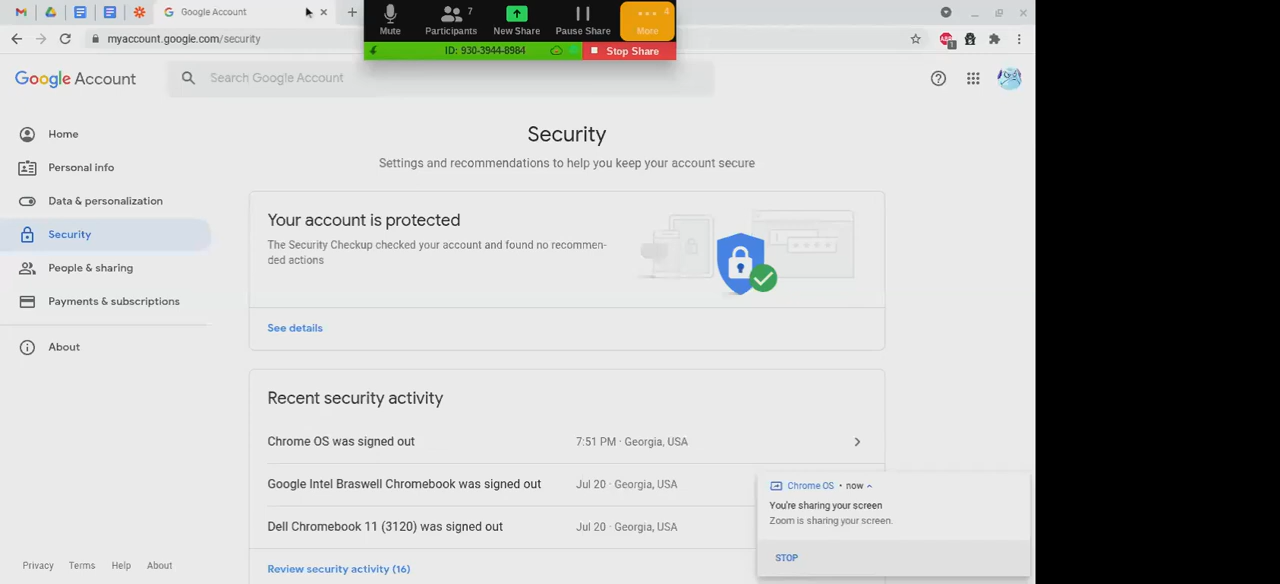 Google Account
Mute
Participants
7
New Share
Pause Share
More
4
ID: 930-3944-8984
Stop Share
myaccount.google.com/security
ABP
1
Google Account
Search Google Account
Home
Personal info
Data & personalization
Security
People & sharing
Payments & subscriptions
About
Security
Settings and recommendations to help you keep your account secure
Your account is protected
The Security Checkup checked your account and found no recommen-
ded actions
See details
Recent security activity
Chrome OS was signed out 7:51 PM · Georgia, USA
Google Intel Braswell Chromebook was signed out Jul 20 · Georgia, USA
Dell Chromebook 11 (3120) was signed out Jul 20 · Georgia, USA
Review security activity (16)
Chrome OS • now
You're sharing your screen
Zoom is sharing your screen.
STOP
Privacy Terms Help About